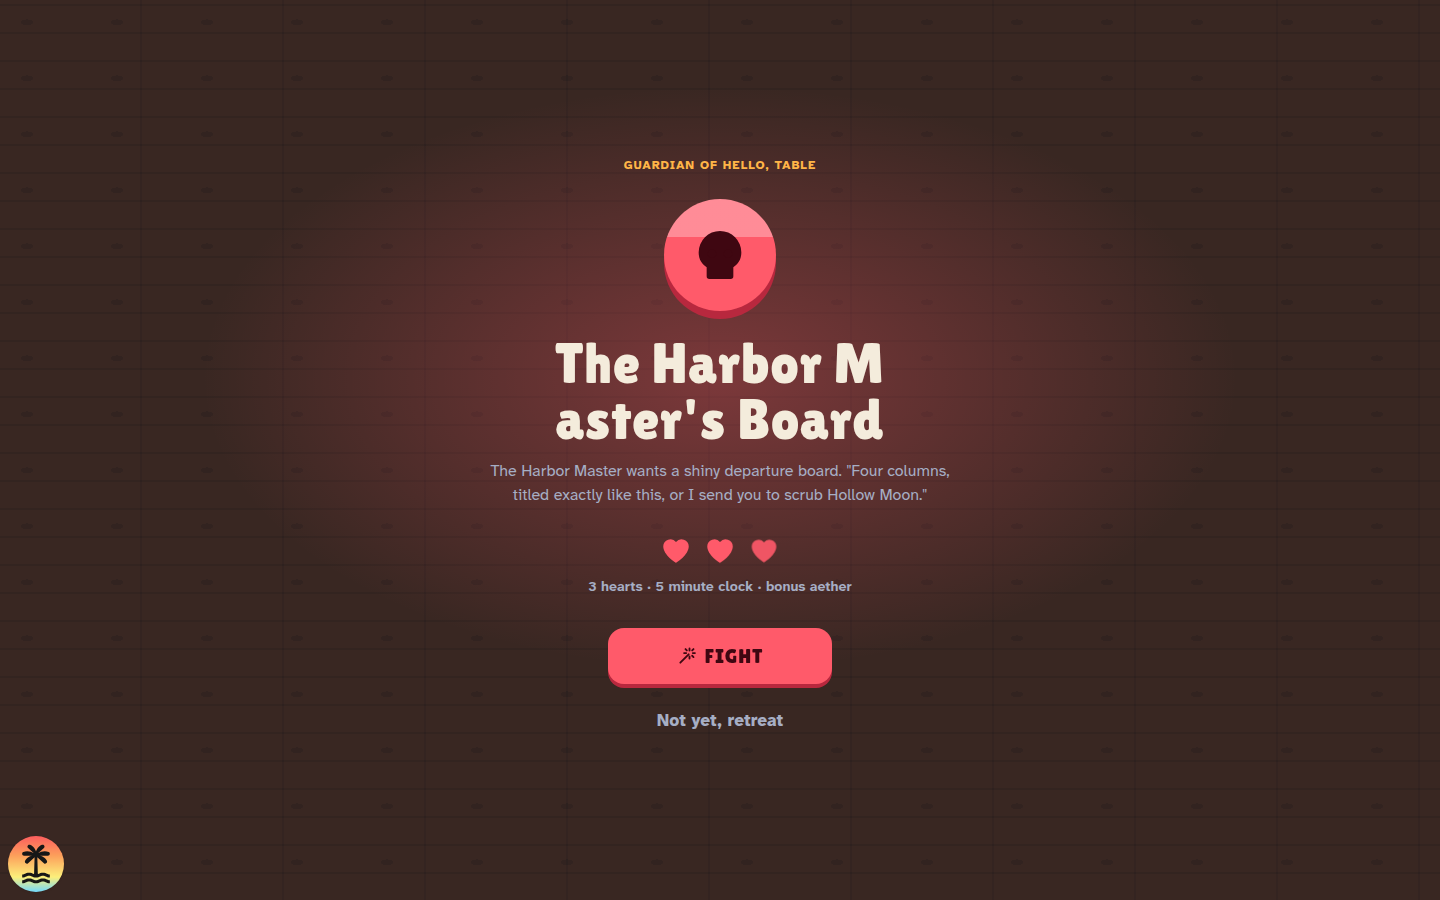 GUARDIAN OF HELLO, TABLE
The Harbor M
aster's Board
The Harbor Master wants a shiny departure board. "Four columns,
titled exactly like this, or I send you to scrub Hollow Moon."
3 hearts · 5 minute clock · bonus aether
FIGHT
Not yet, retreat